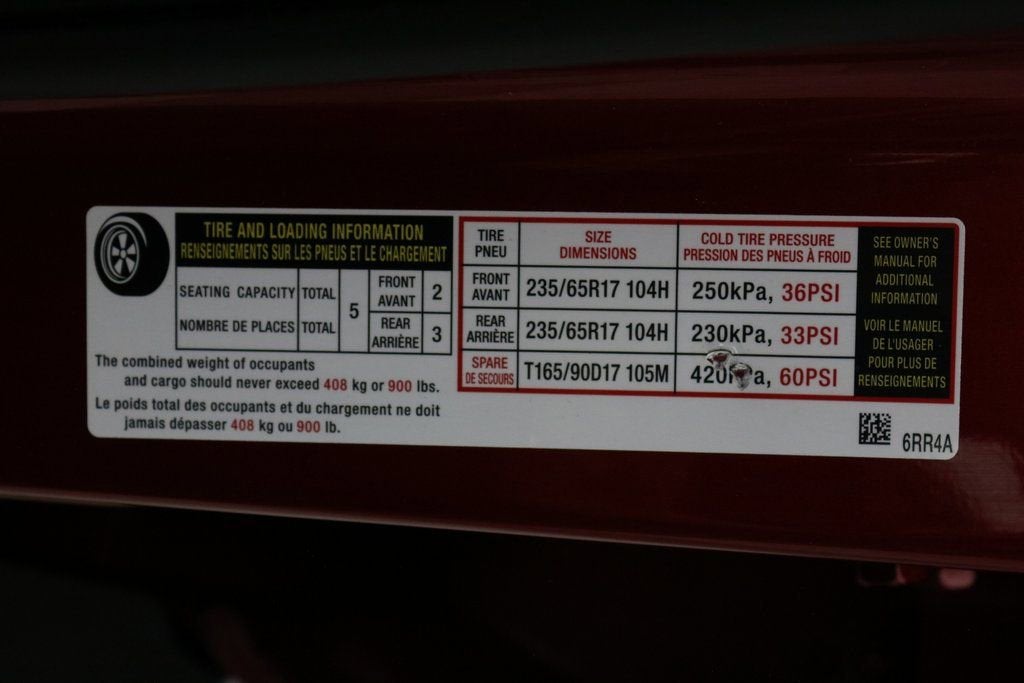 TIRE AND LOADING INFORMATION
RENSEIGNEMENTS SUR LES PNEUS ET LE CHARGEMENT
SEATING CAPACITY TOTAL 5 FRONT AVANT 2
NOMBRE DE PLACES TOTAL REAR ARRIÈRE 3
The combined weight of occupants
and cargo should never exceed 408 kg or 900 lbs.
Le poids total des occupants et du chargement ne doit
jamais dépasser 408 kg ou 900 lb.
TIRE PNEU SIZE DIMENSIONS COLD TIRE PRESSURE PRESSION DES PNEUS À FROID
FRONT AVANT 235/65R17 104H 250kPa, 36PSI
REAR ARRIÈRE 235/65R17 104H 230kPa, 33PSI
SPARE DE SECOURS T165/90D17 105M 420kPa, 60PSI
SEE OWNER'S
MANUAL FOR
ADDITIONAL
INFORMATION
VOIR LE MANUEL
DE L'USAGER
POUR PLUS DE
RENSEIGNEMENTS
6RR4A